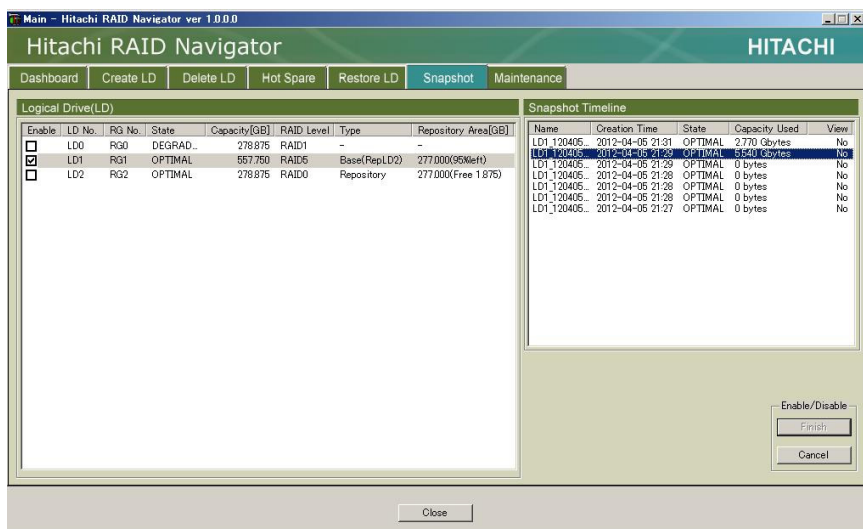 Main - Hitachi RAID Navigator ver 1.0.0.0
Hitachi RAID Navigator
HITACHI
Dashboard Create LD Delete LD Hot Spare Restore LD Snapshot Maintenance
Logical Drive(LD)
Enable LD No. RG No. State Capacity[GB] RAID Level Type Repository Area[GB]
LD0 RG0 DEGRAD... 278.875 RAID1 - -
LD1 RG1 OPTIMAL 557.750 RAID5 Base(RepLD2) 277.000(95%left)
LD2 RG2 OPTIMAL 278.875 RAID0 Repository 277.000(Free 1.875)
Snapshot Timeline
Name Creation Time State Capacity Used View
LD1_120405... 2012-04-05 21:31 OPTIMAL 2.770 Gbytes No
LD1_120405... 2012-04-05 21:29 OPTIMAL 5.540 Gbytes No
LD1_120405... 2012-04-05 21:29 OPTIMAL 0 bytes No
LD1_120405... 2012-04-05 21:28 OPTIMAL 0 bytes No
LD1_120405... 2012-04-05 21:28 OPTIMAL 0 bytes No
LD1_120405... 2012-04-05 21:28 OPTIMAL 0 bytes No
LD1_120405... 2012-04-05 21:27 OPTIMAL 0 bytes No
Enable/Disable
Finish
Cancel
Close